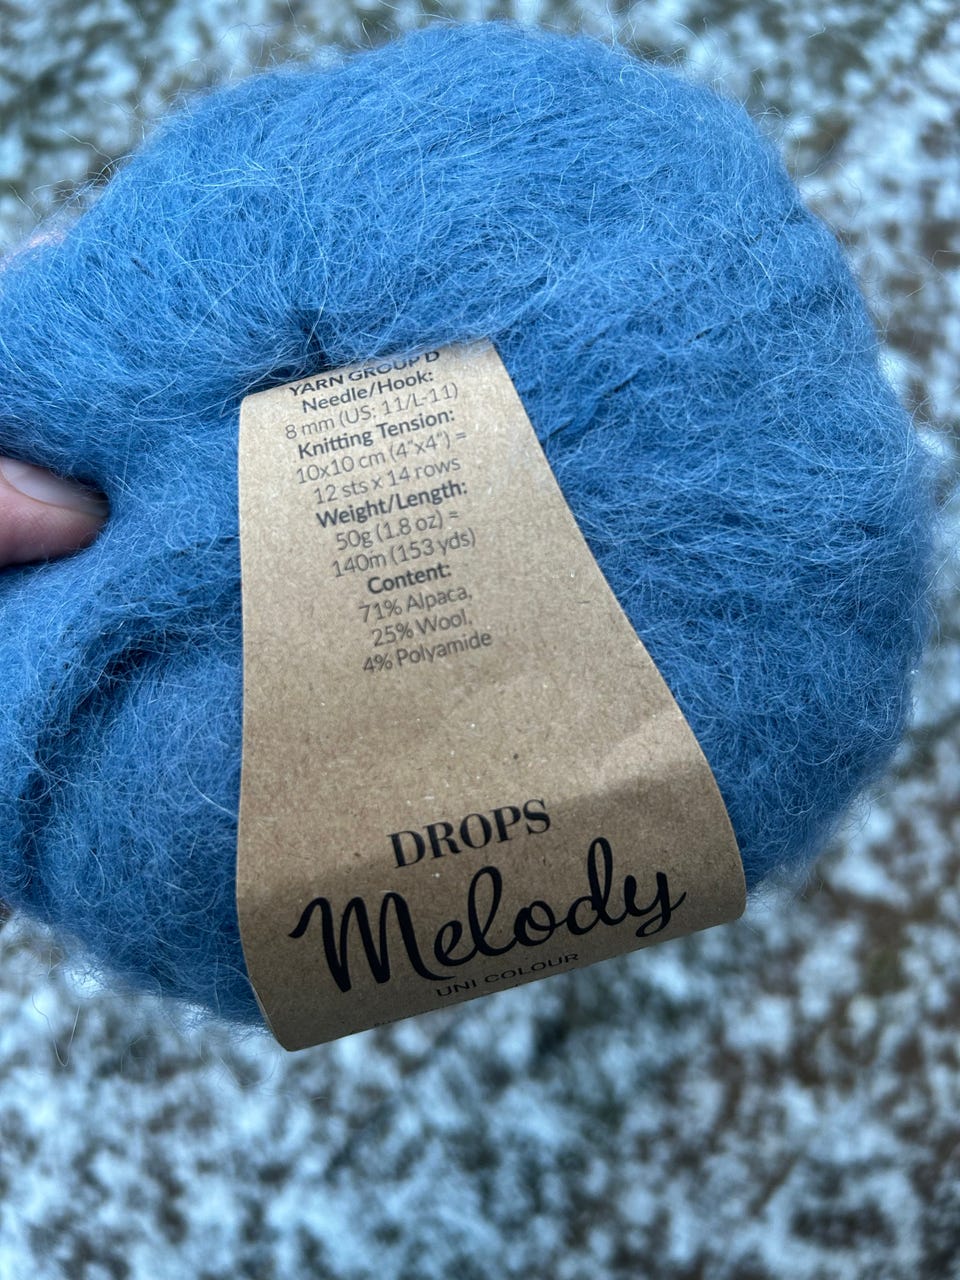 YARN GROUP D
Needle/Hook:
8 mm (US: 11/L-11)
Knitting Tension:
10x10 cm (4"x4") =
12 sts x 14 rows
Weight/Length:
50g (1.8 oz) =
140m (153 yds)
Content:
71% Alpaca,
25% Wool,
4% Polyamide
DROPS
Melody
UNI COLOUR